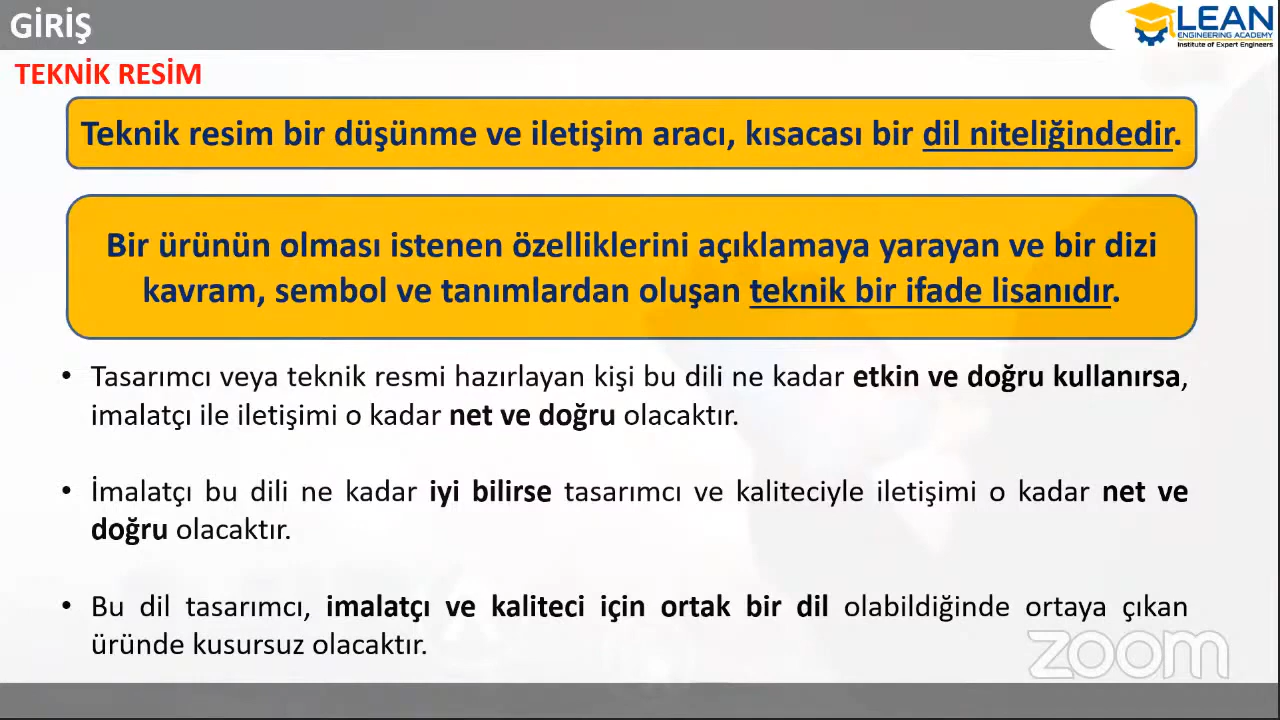 GİRİŞ
LEAN
ENGINEERING ACADEMY
Institute of Expert Engineers
TEKNİK RESİM
Teknik resim bir düşünme ve iletişim aracı, kısacası bir dil niteliğindedir.
Bir ürünün olması istenen özelliklerini açıklamaya yarayan ve bir dizi
kavram, sembol ve tanımlardan oluşan teknik bir ifade lisanıdır.
• Tasarımcı veya teknik resmi hazırlayan kişi bu dili ne kadar etkin ve doğru kullanırsa,
imalatçı ile iletişimi o kadar net ve doğru olacaktır.
• İmalatçı bu dili ne kadar iyi bilirse tasarımcı ve kaliteciyle iletişimi o kadar net ve
doğru olacaktır.
• Bu dil tasarımcı, imalatçı ve kaliteci için ortak bir dil olabildiğinde ortaya çıkan
üründe kusursuz olacaktır.
zoom